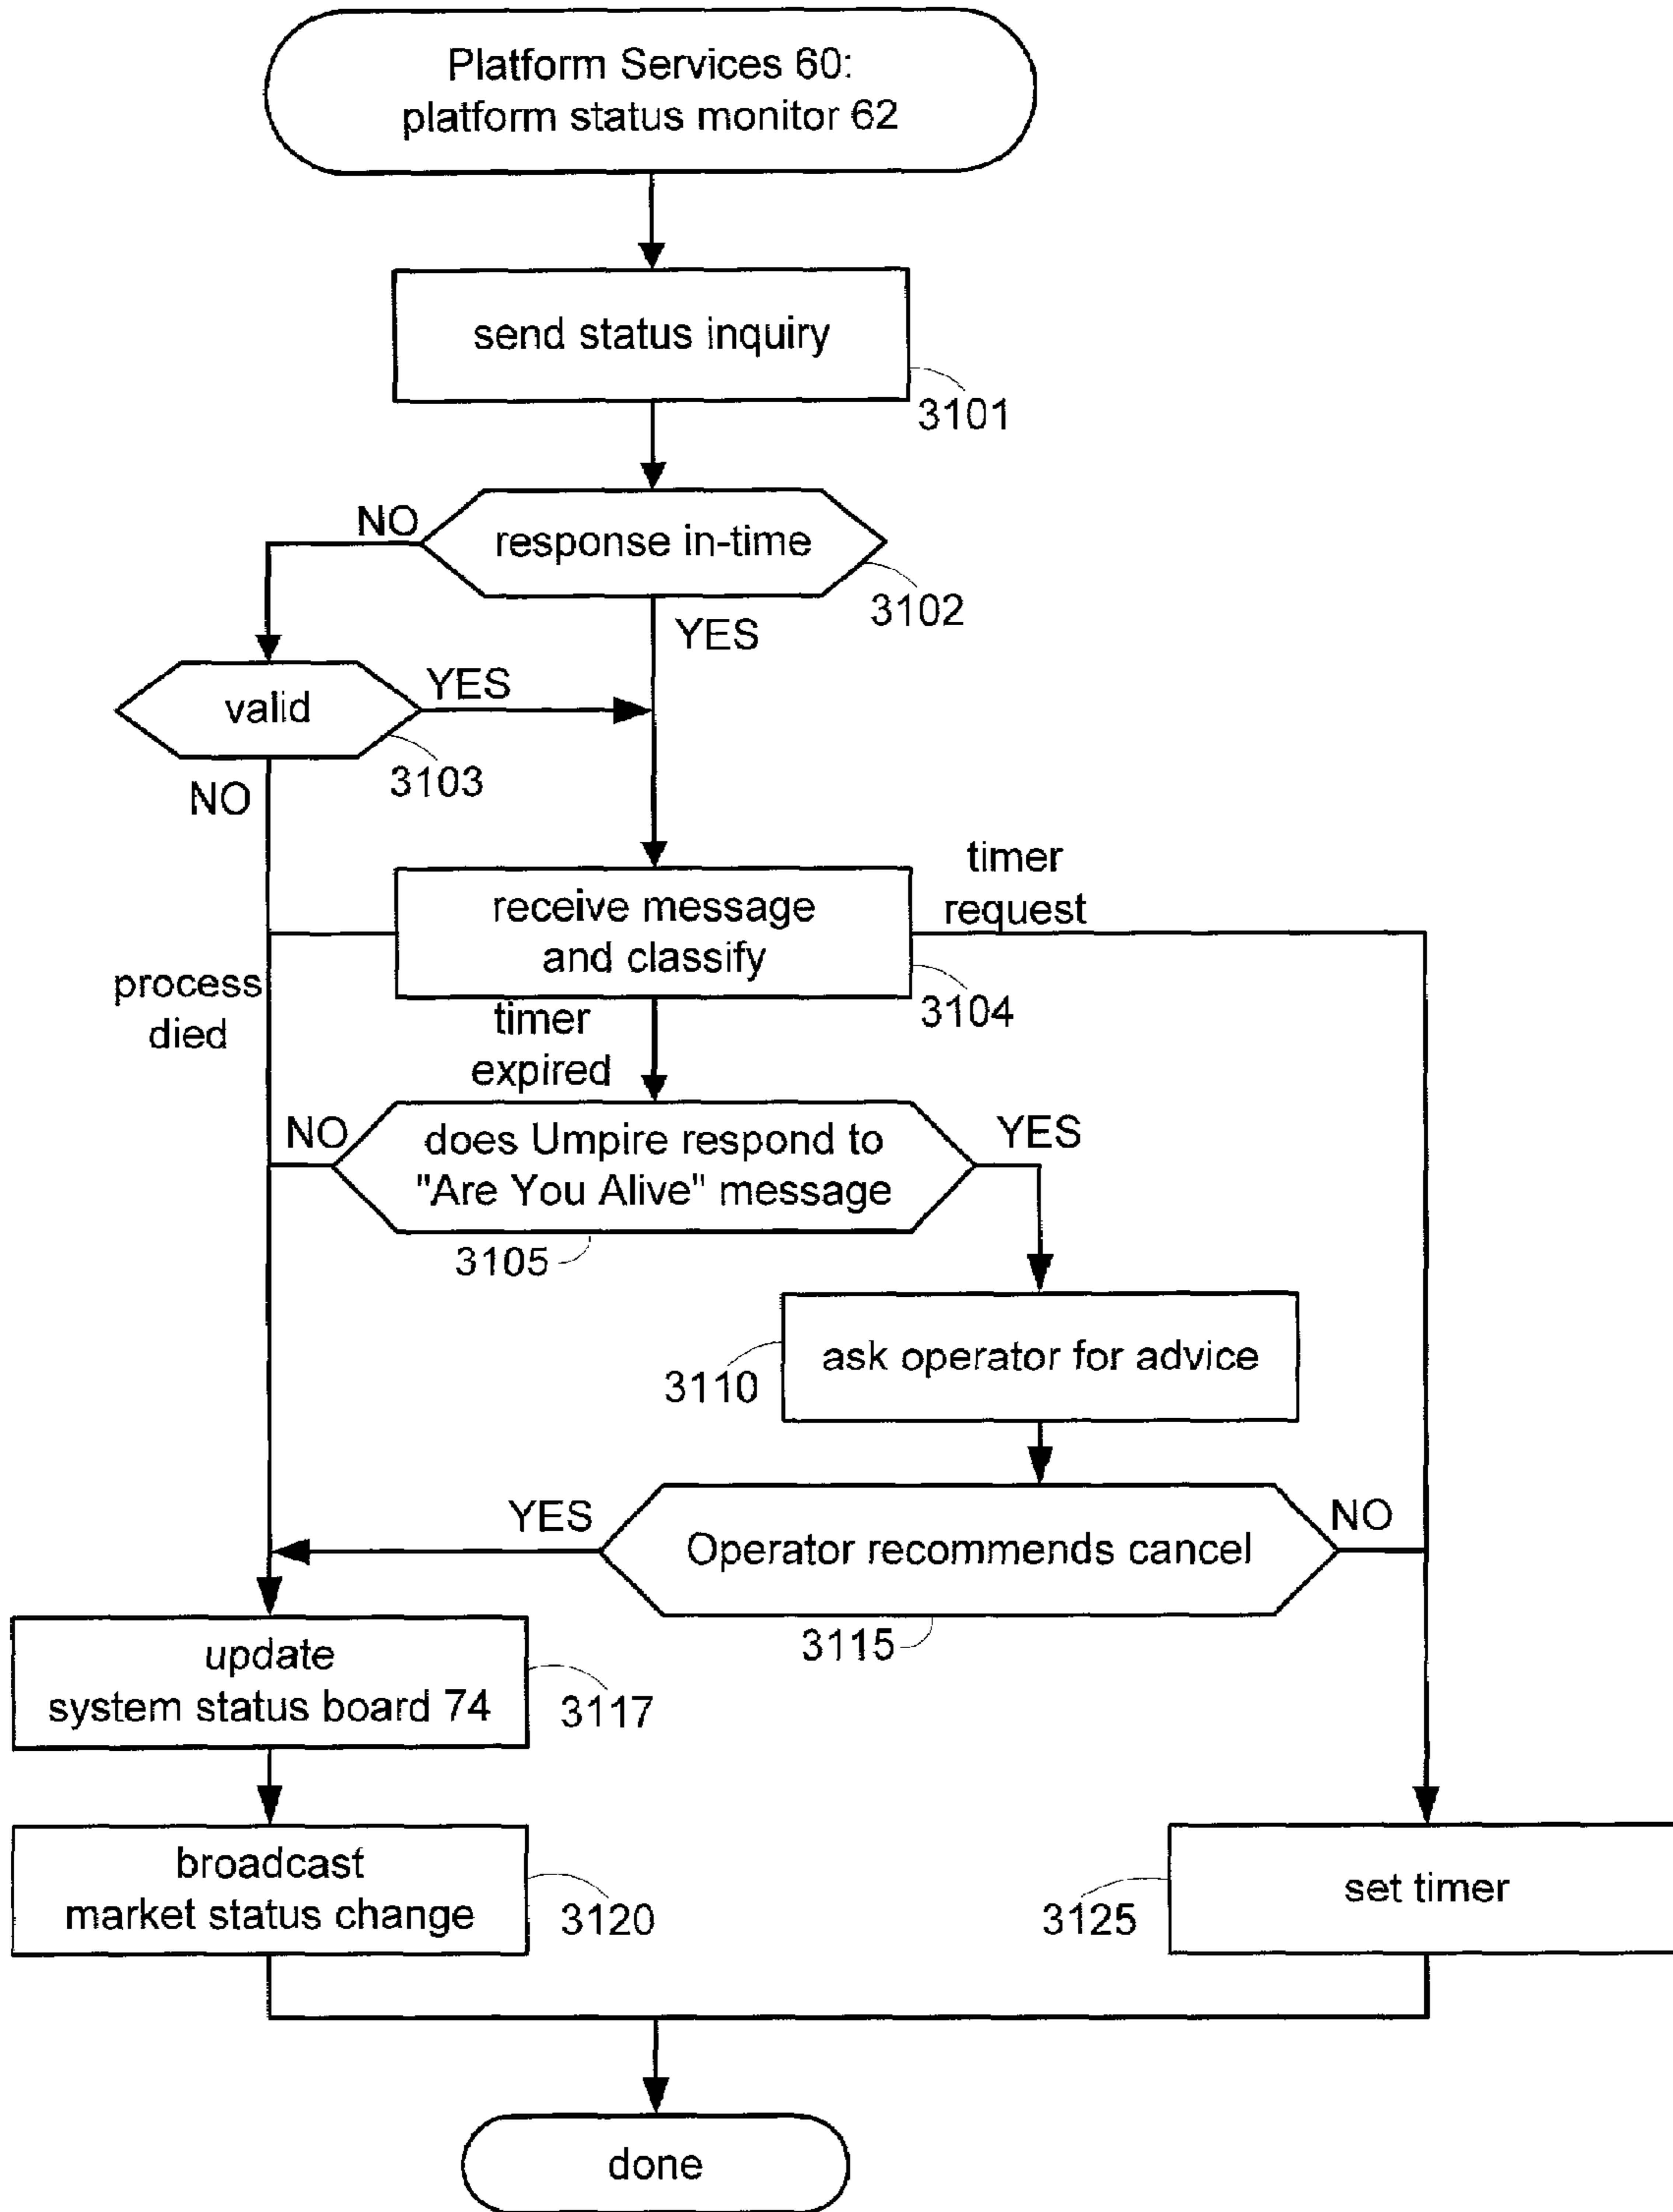 Platform Services 60:
platform status monitor 62
send status inquiry
3101
NO
response in-time
3102
YES
valid
YES
3103
NO
timer
request
receive message
and classify
3104
process
died
timer
expired
NO
does Umpire respond to
"Are You Alive" message
YES
3105
ask operator for advice
3110
YES
Operator recommends cancel
NO
3115
update
system status board 74
3117
broadcast
market status change
3120
set timer
3125
done